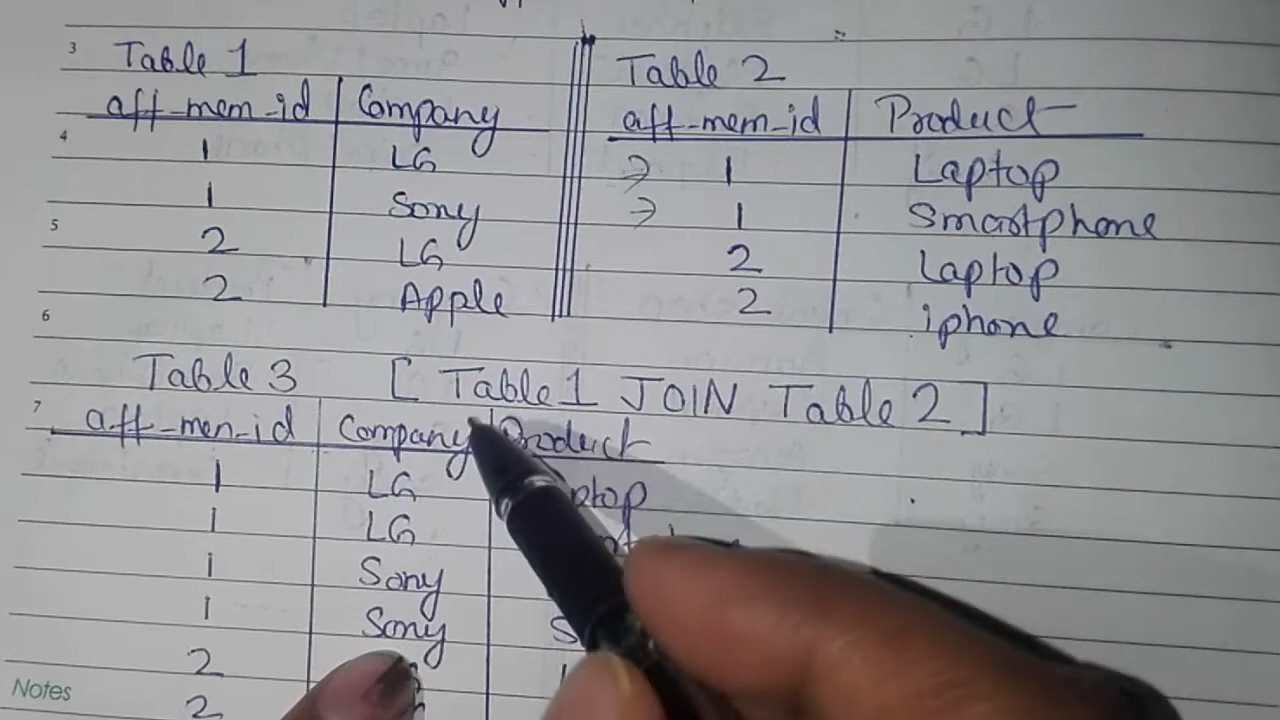 3 Table 1
aff-mem-id Company
4 1 LG
1 Sony
5 2 LG
2 Apple
6
Table 2
aff-mem-id Product
⇒ 1 Laptop
⇒ 1 Smartphone
2 Laptop
2 iphone
Table 3 [ Table 1 JOIN Table 2 ]
7 aff-men-id Company Product
1 LG
1 LG
1 Sony
1 Sony
2
Notes 2